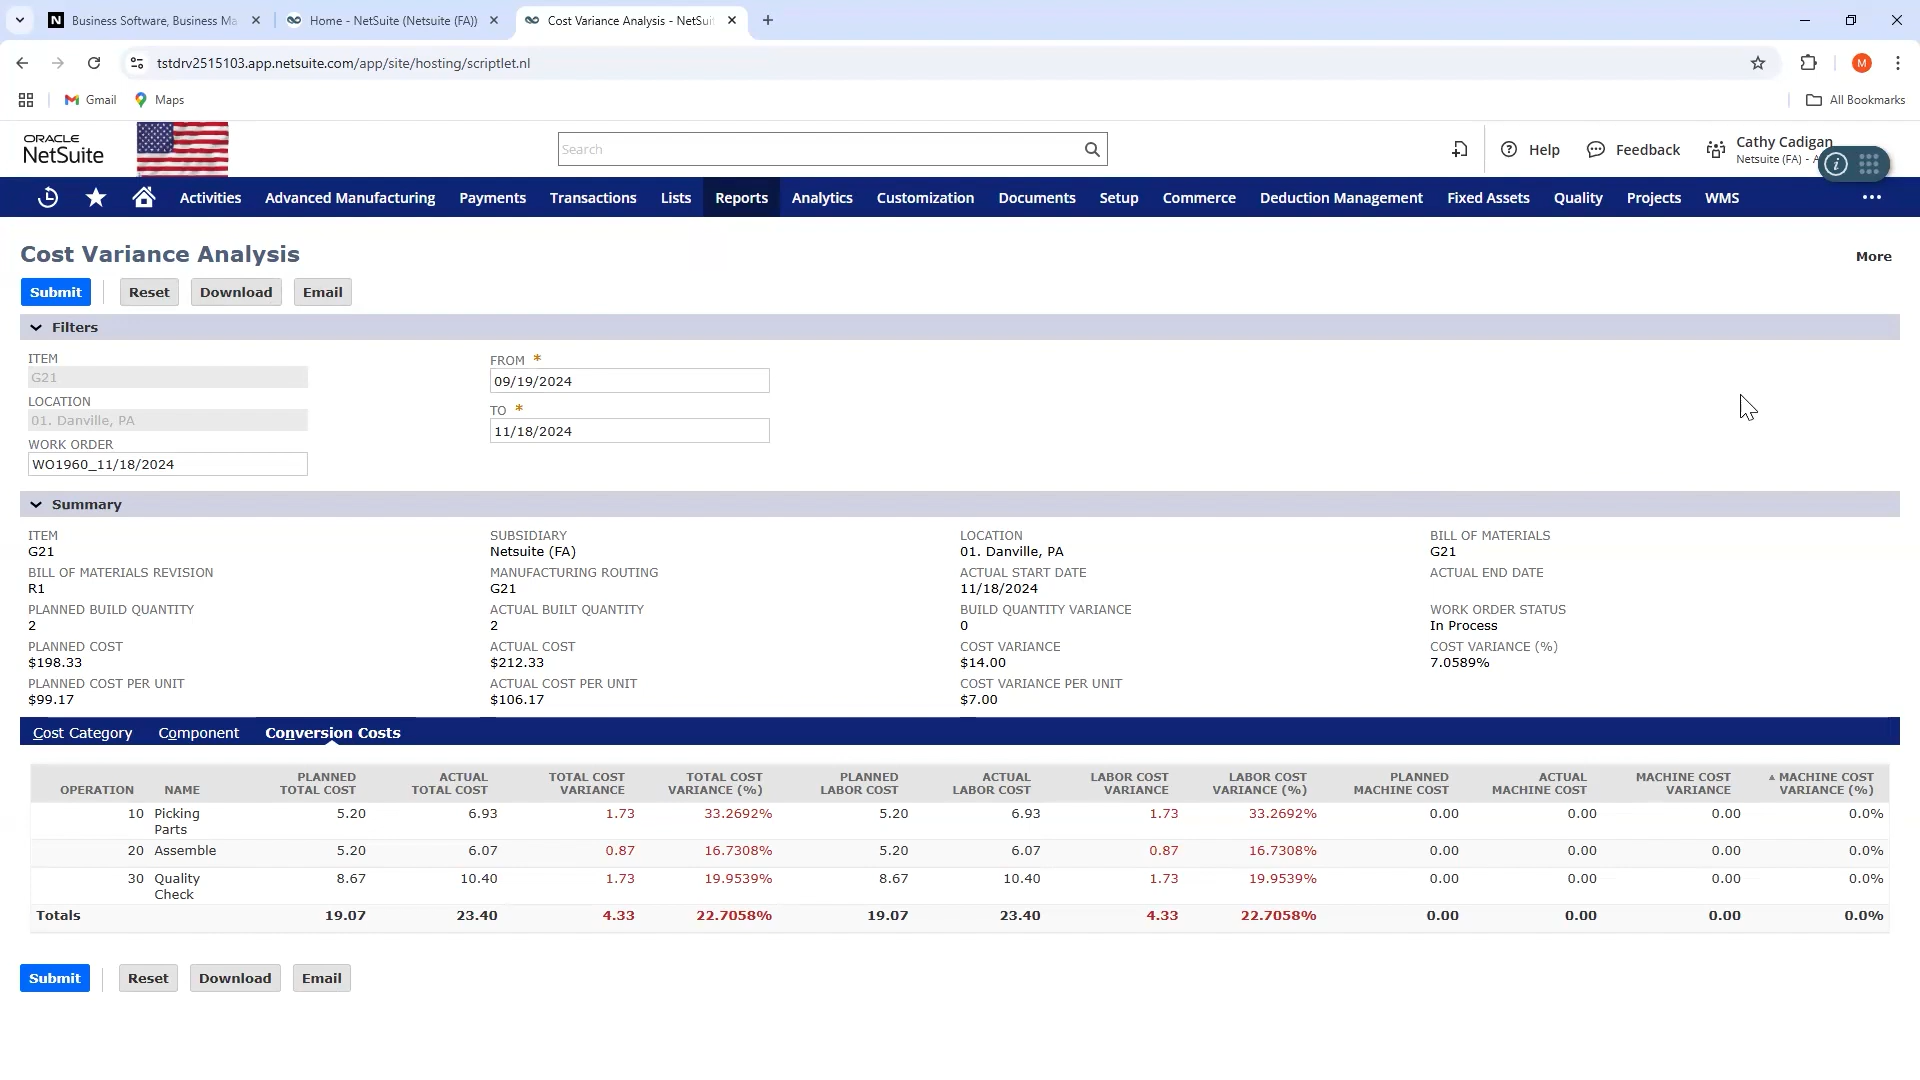 Business Software, Business Ma
Home - NetSuite (Netsuite (FA))
Cost Variance Analysis - NetSuit
tstdrv2515103.app.netsuite.com/app/site/hosting/scriptlet.nl
M
Gmail
Maps
All Bookmarks
ORACLE
NetSuite
Search
Help
Feedback
Cathy Cadigan
Netsuite (FA) - A
Activities Advanced Manufacturing Payments Transactions Lists Reports Analytics Customization Documents Setup Commerce Deduction Management Fixed Assets Quality Projects WMS
Cost Variance Analysis
More
Submit Reset Download Email
Filters
ITEM
G21
LOCATION
01. Danville, PA
WORK ORDER
WO1960_11/18/2024
FROM *
09/19/2024
TO *
11/18/2024
Summary
ITEM SUBSIDIARY LOCATION BILL OF MATERIALS
G21 Netsuite (FA) 01. Danville, PA G21
BILL OF MATERIALS REVISION MANUFACTURING ROUTING ACTUAL START DATE ACTUAL END DATE
R1 G21 11/18/2024
PLANNED BUILD QUANTITY ACTUAL BUILT QUANTITY BUILD QUANTITY VARIANCE WORK ORDER STATUS
2 2 0 In Process
PLANNED COST ACTUAL COST COST VARIANCE COST VARIANCE (%)
$198.33 $212.33 $14.00 7.0589%
PLANNED COST PER UNIT ACTUAL COST PER UNIT COST VARIANCE PER UNIT
$99.17 $106.17 $7.00
Cost Category Component Conversion Costs
OPERATION NAME PLANNED TOTAL COST ACTUAL TOTAL COST TOTAL COST VARIANCE TOTAL COST VARIANCE (%) PLANNED LABOR COST ACTUAL LABOR COST LABOR COST VARIANCE LABOR COST VARIANCE (%) PLANNED MACHINE COST ACTUAL MACHINE COST MACHINE COST VARIANCE MACHINE COST VARIANCE (%)
10 Picking Parts 5.20 6.93 1.73 33.2692% 5.20 6.93 1.73 33.2692% 0.00 0.00 0.00 0.0%
20 Assemble 5.20 6.07 0.87 16.7308% 5.20 6.07 0.87 16.7308% 0.00 0.00 0.00 0.0%
30 Quality Check 8.67 10.40 1.73 19.9539% 8.67 10.40 1.73 19.9539% 0.00 0.00 0.00 0.0%
Totals 19.07 23.40 4.33 22.7058% 19.07 23.40 4.33 22.7058% 0.00 0.00 0.00 0.0%
Submit Reset Download Email